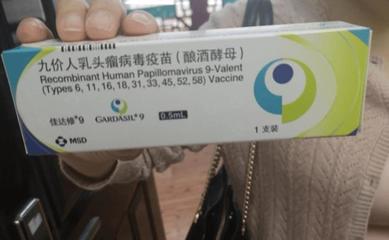 九价人乳头瘤病毒疫苗（酿酒酵母）
Recombinant Human Papillomavirus 9-Valent
(Types 6, 11, 16, 18, 31, 33, 45, 52, 58) Vaccine
佳达修®9 GARDASIL®9 0.5mL
MSD 1 支装